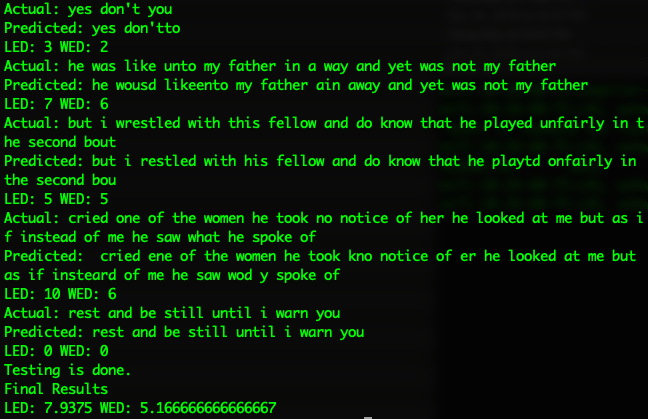 Actual: yes don't you
Predicted: yes don'tto
LED: 3 WED: 2
Actual: he was like unto my father in a way and yet was not my father
Predicted: he wousd likeento my father ain away and yet was not my father
LED: 7 WED: 6
Actual: but i wrestled with this fellow and do know that he played unfairly in t
he second bout
Predicted: but i restled with his fellow and do know that he playtd onfairly in
the second bou
LED: 5 WED: 5
Actual: cried one of the women he took no notice of her he looked at me but as i
f instead of me he saw what he spoke of
Predicted:  cried ene of the women he took kno notice of er he looked at me but
as if insteard of me he saw wod y spoke of
LED: 10 WED: 6
Actual: rest and be still until i warn you
Predicted: rest and be still until i warn you
LED: 0 WED: 0
Testing is done.
Final Results
LED: 7.9375 WED: 5.166666666666667